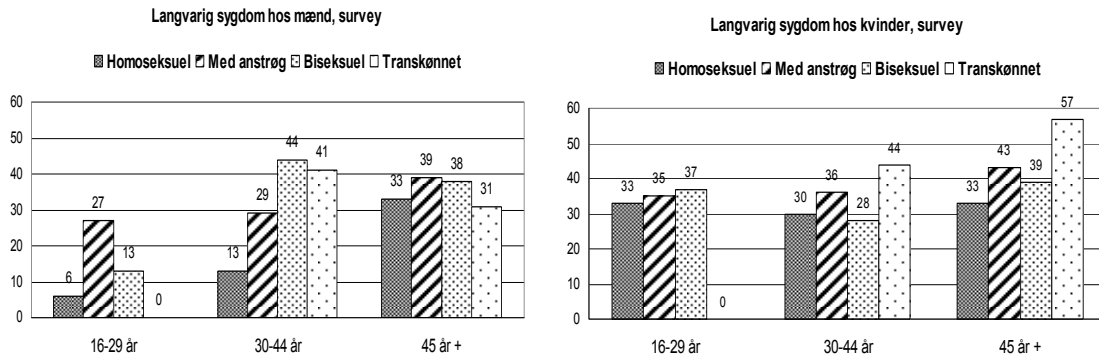 Langvarig sygdom hos mænd, survey
Homoseksuel Med anstrøg Biseksuel Transkønnet
60
50
40
30
20
10
0
6 27 13 0
13 29 44 41
33 39 38 31
16-29 år 30-44 år 45 år +
Langvarig sygdom hos kvinder, survey
Homoseksuel Med anstrøg Biseksuel Transkønnet
60
50
40
30
20
10
0
33 35 37 0
30 36 28 44
33 43 39 57
16-29 år 30-44 år 45 år +